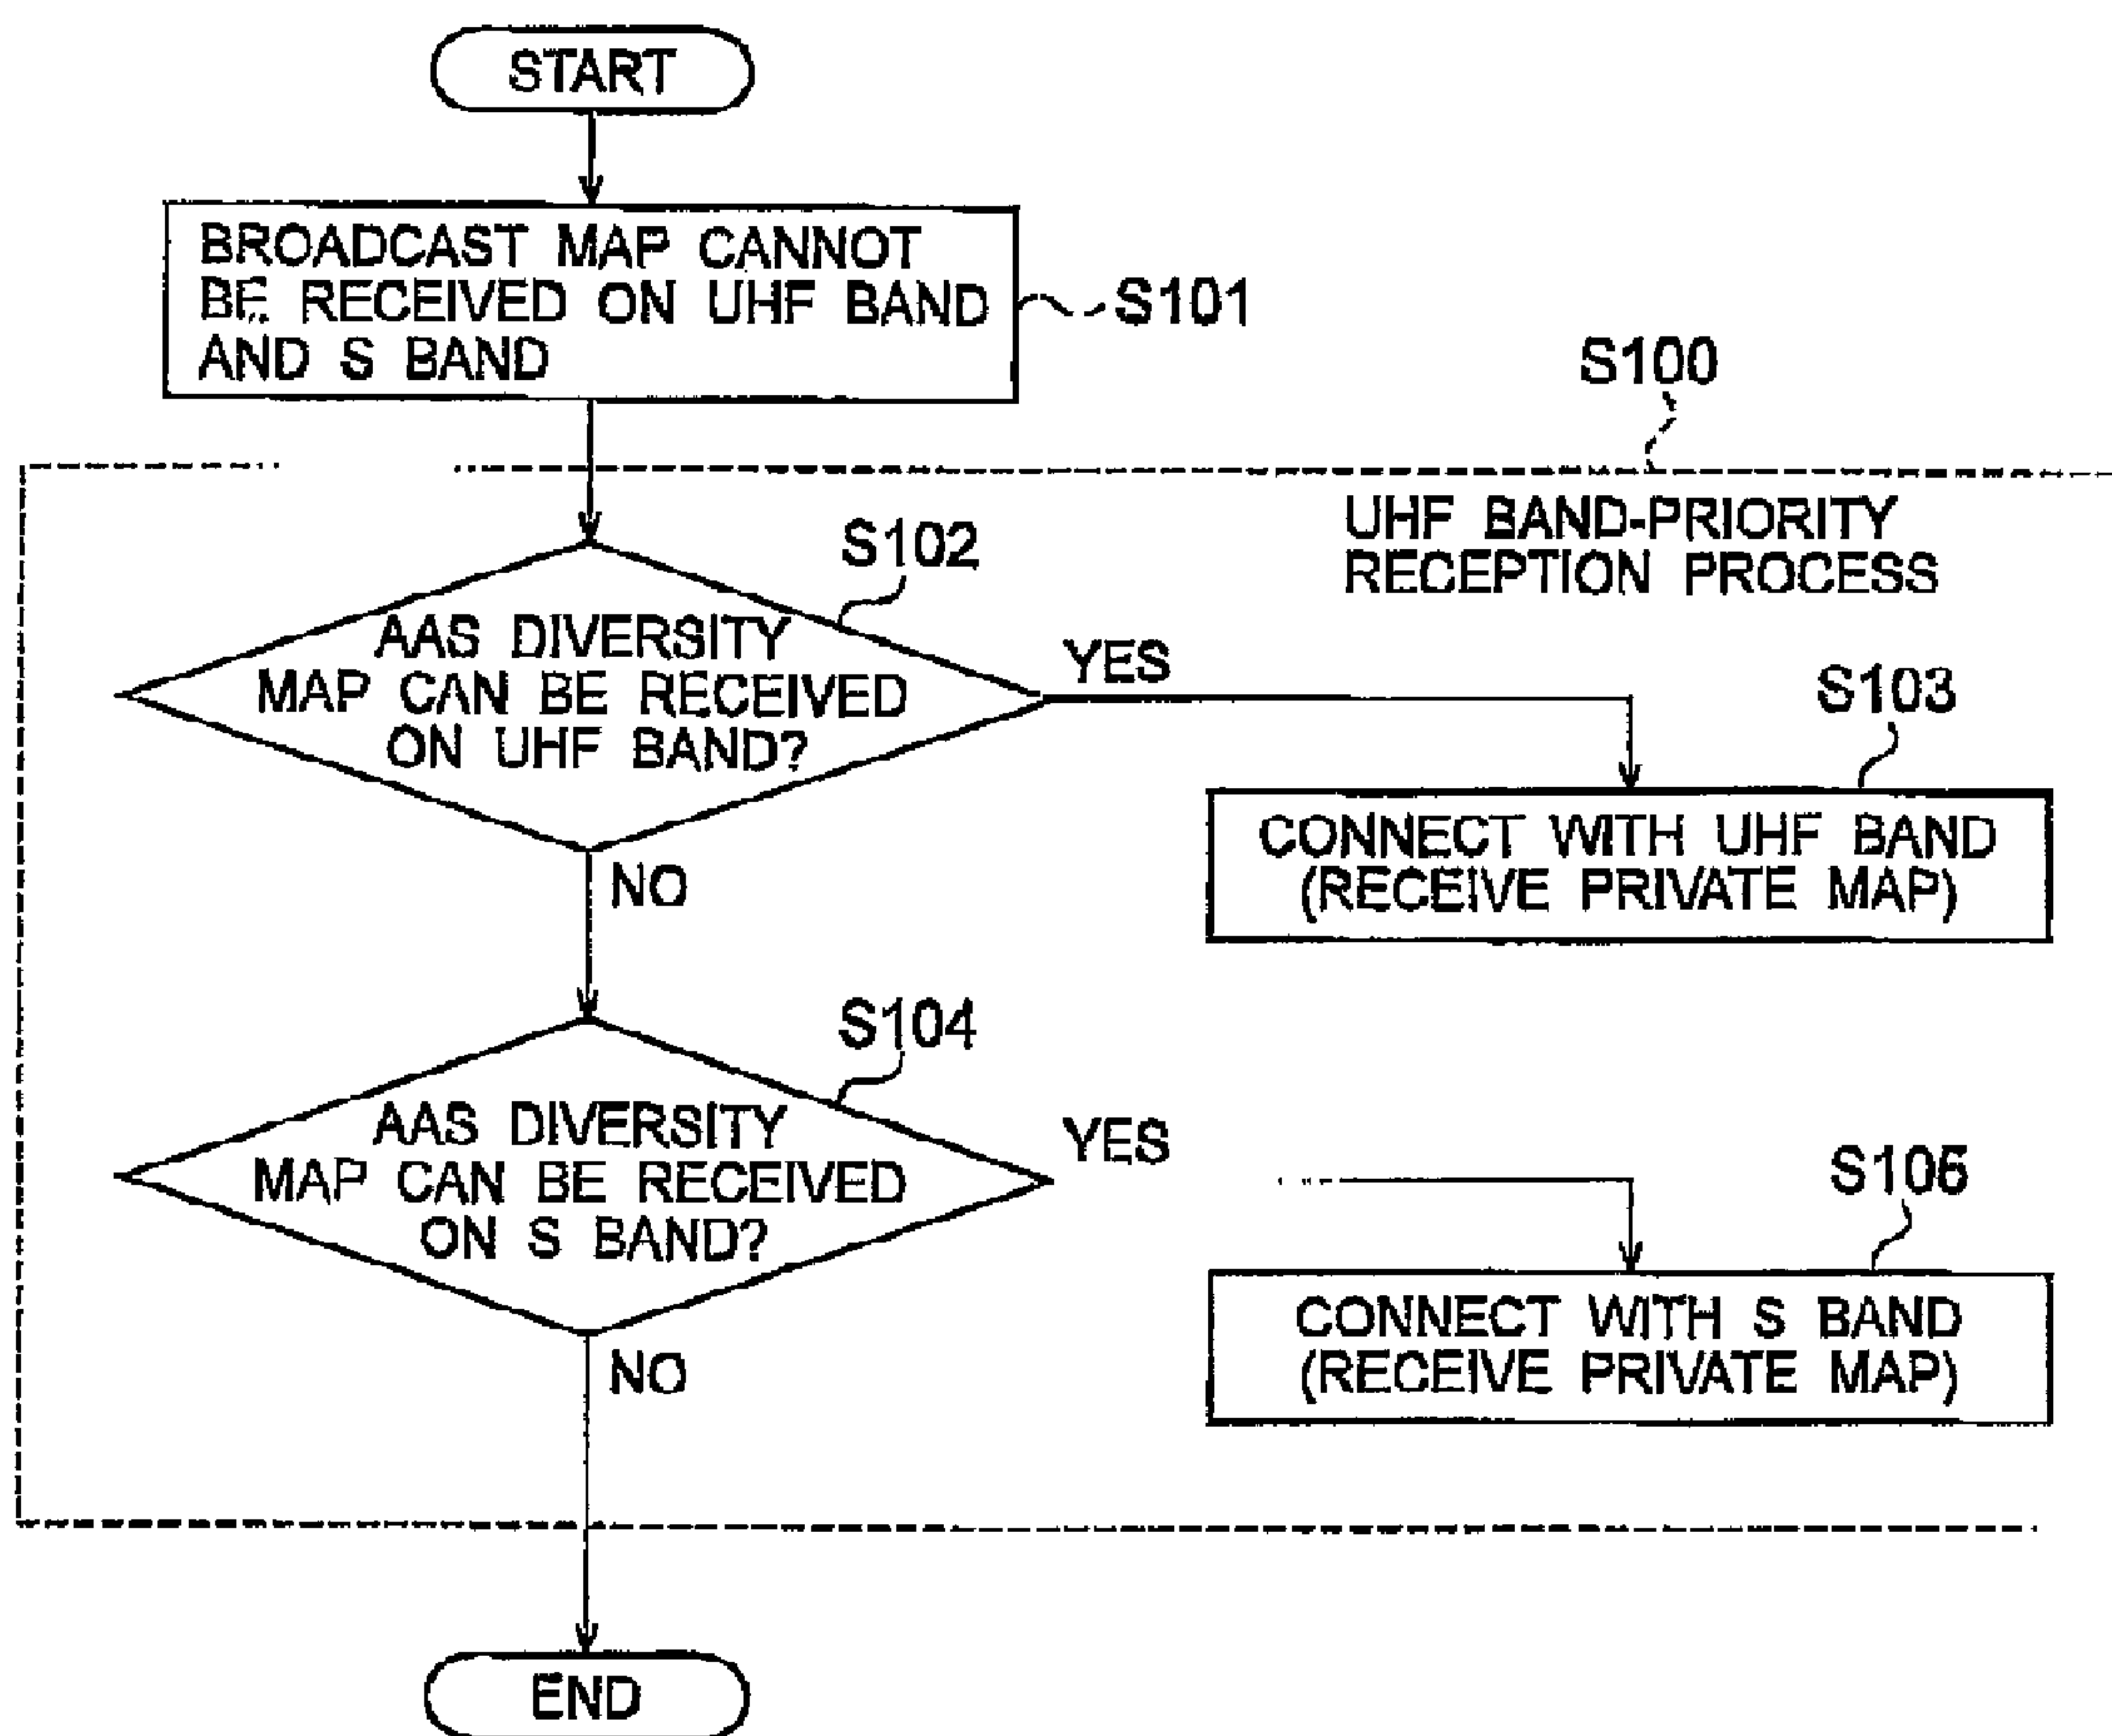 START
BROADCAST MAP CANNOT
BE RECEIVED ON UHF BAND
AND S BAND
S101
S100
UHF BAND-PRIORITY
RECEPTION PROCESS
S102
AAS DIVERSITY
MAP CAN BE RECEIVED
ON UHF BAND?
YES
S103
CONNECT WITH UHF BAND
(RECEIVE PRIVATE MAP)
NO
S104
AAS DIVERSITY
MAP CAN BE RECEIVED
ON S BAND?
YES
S105
CONNECT WITH S BAND
(RECEIVE PRIVATE MAP)
NO
END